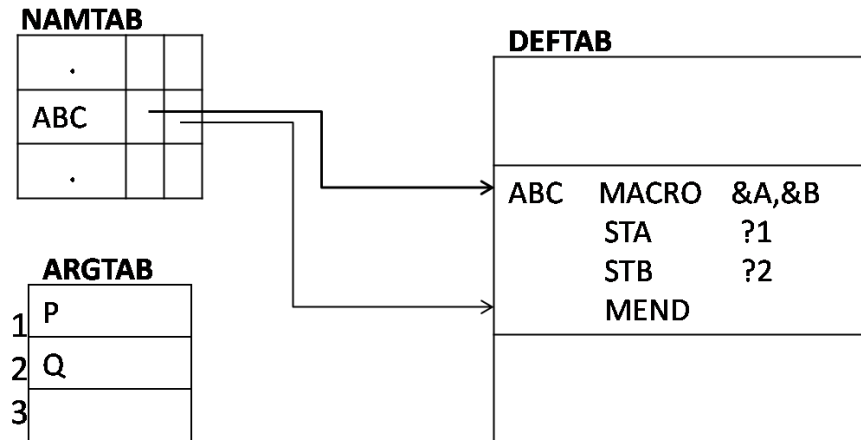 NAMTAB
.
ABC
.
DEFTAB
ABC MACRO &A,&B
STA ?1
STB ?2
MEND
ARGTAB
1 P
2 Q
3